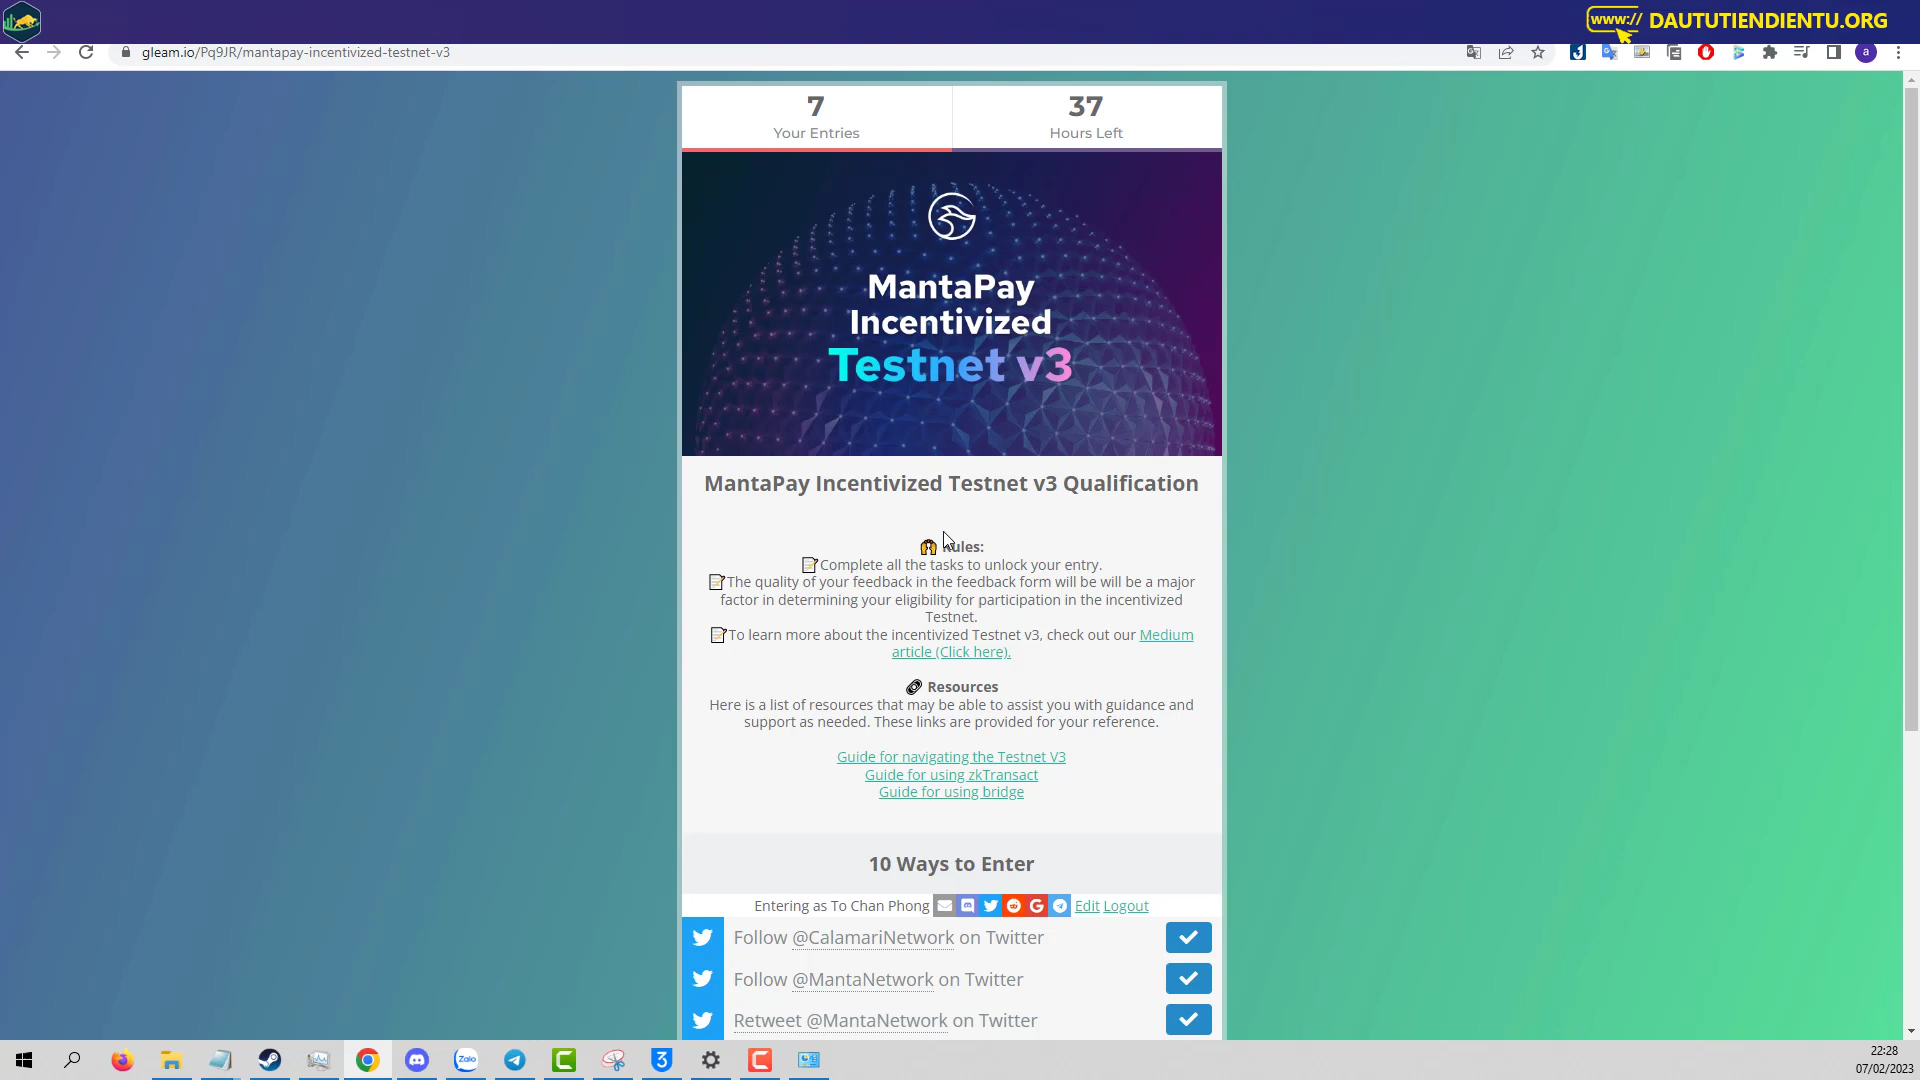 www:// DAUTUTIENDIENTU.ORG
gleam.io/Pq9JR/mantapay-incentivized-testnet-v3
a
7
Your Entries
37
Hours Left
MantaPay
Incentivized
Testnet v3
MantaPay Incentivized Testnet v3 Qualification
Rules:
Complete all the tasks to unlock your entry.
The quality of your feedback in the feedback form will be will be a major
factor in determining your eligibility for participation in the incentivized
Testnet.
To learn more about the incentivized Testnet v3, check out our Medium
article (Click here).
Resources
Here is a list of resources that may be able to assist you with guidance and
support as needed. These links are provided for your reference.
Guide for navigating the Testnet V3
Guide for using zkTransact
Guide for using bridge
10 Ways to Enter
Entering as To Chan Phong Edit Logout
Follow @CalamariNetwork on Twitter
Follow @MantaNetwork on Twitter
Retweet @MantaNetwork on Twitter
Zalo
22:28
07/02/2023